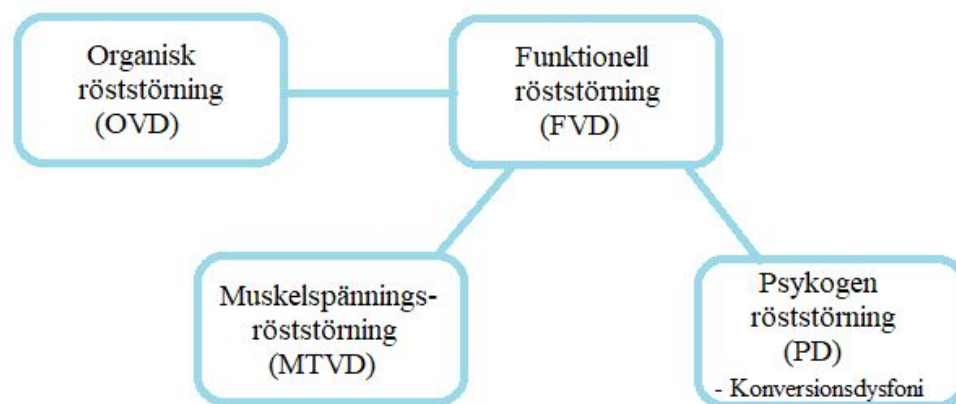 Organisk
röststörning
(OVD)
Funktionell
röststörning
(FVD)
Muskelspännings-
röststörning
(MTVD)
Psykogen
röststörning
(PD)
- Konversionsdysfoni